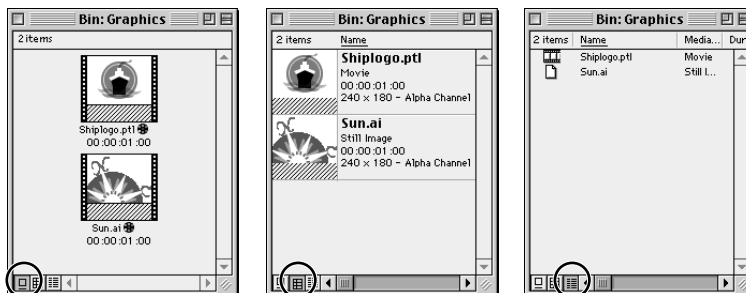 Bin: Graphics
2 items
Shiplogo.ptl
00:00:01:00
Sun.ai
00:00:01:00
Bin: Graphics
2 items Name
Shiplogo.ptl
Movie
00:00:01:00
240 × 180 - Alpha Channel
Sun.ai
Still Image
00:00:01:00
240 × 180 - Alpha Channel
Bin: Graphics
2 items Name Media... Dur
Shiplogo.ptl Movie
Sun.ai Still I...